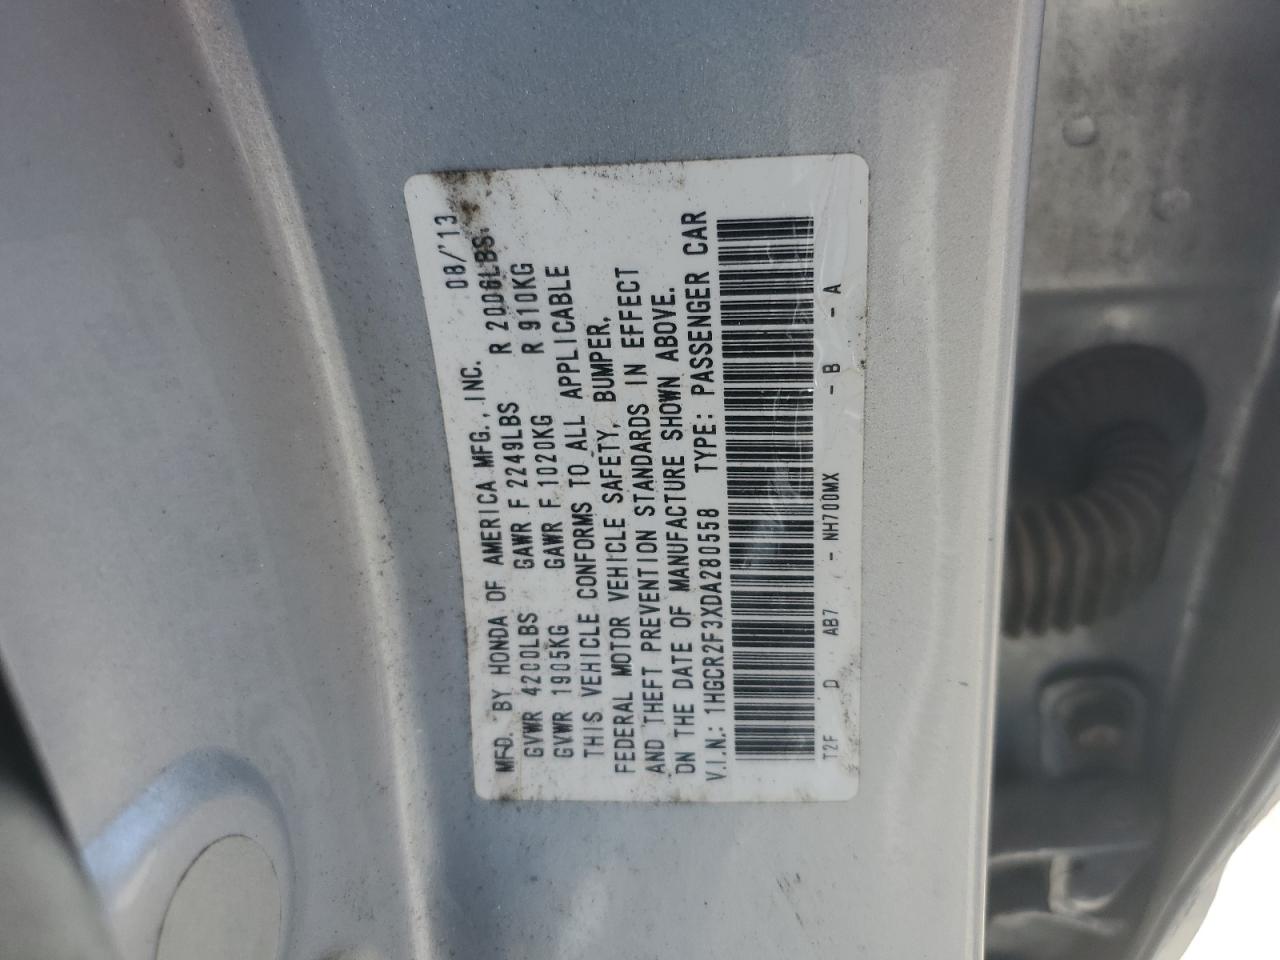 MFD. BY HONDA OF AMERICA MFG., INC. 08/'13
GVWR 4200LBS GAWR F 2249LBS R 2006LBS
GVWR 1905KG GAWR F 1020KG R 910KG
THIS VEHICLE CONFORMS TO ALL APPLICABLE
FEDERAL MOTOR VEHICLE SAFETY, BUMPER,
AND THEFT PREVENTION STANDARDS IN EFFECT
ON THE DATE OF MANUFACTURE SHOWN ABOVE.
V.I.N.: 1HGCR2F3XDA280558 TYPE: PASSENGER CAR
T2F D AB7 - NH700MX - B - A